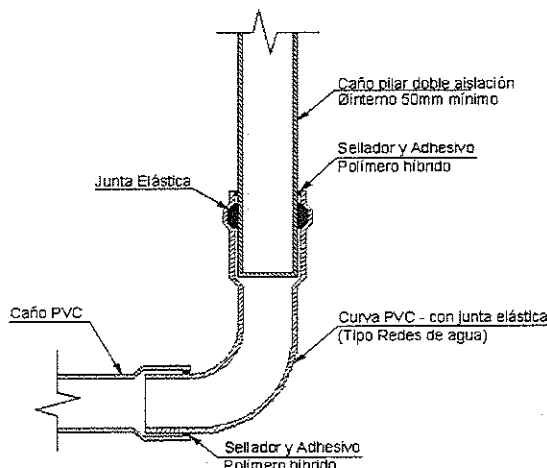 Caño pilar doble aislación
Øinterno 50mm mínimo
Sellador y Adhesivo
Polímero híbrido
Junta Elástica
Caño PVC
Curva PVC - con junta elástica
(Tipo Redes de agua)
Sellador y Adhesivo
Polímero híbrido